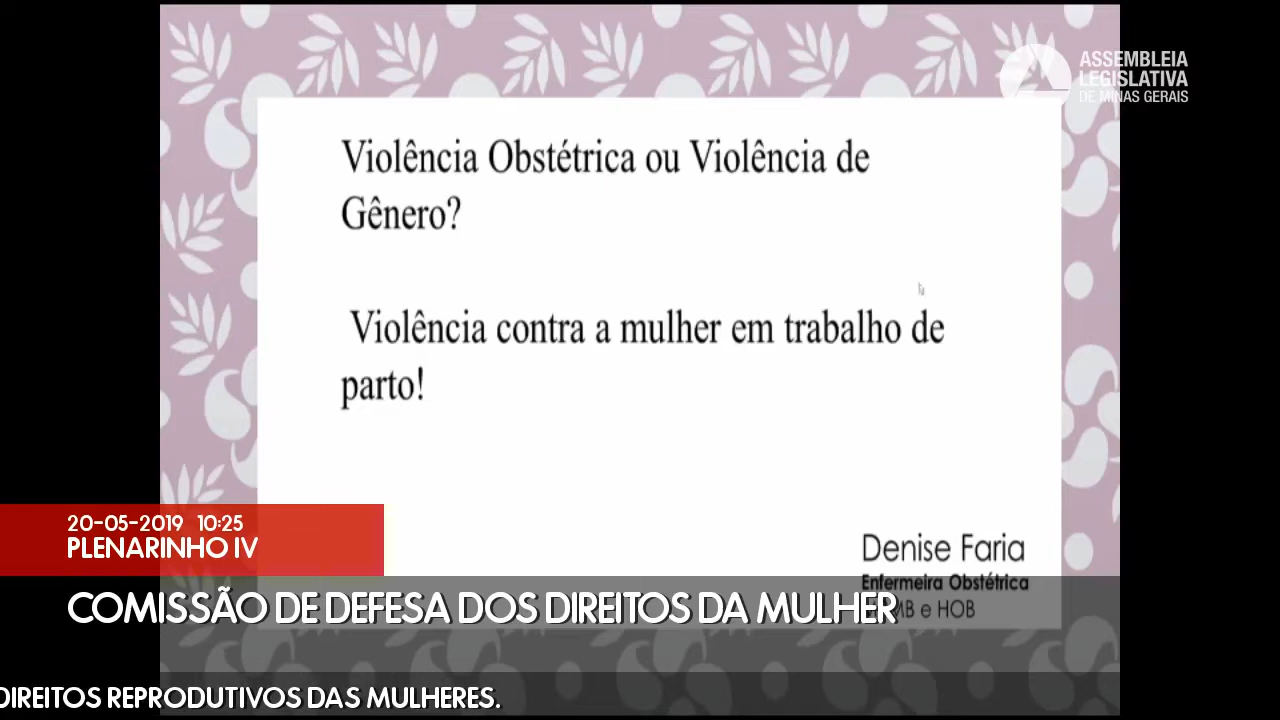 ASSEMBLEIA
LEGISLATIVA
DE MINAS GERAIS
Violência Obstétrica ou Violência de
Gênero?
Violência contra a mulher em trabalho de
parto!
Denise Faria
Enfermeira Obstétrica
e HOB
20-05-2019 10:25
PLENARINHO IV
COMISSÃO DE DEFESA DOS DIREITOS DA MULHER
DIREITOS REPRODUTIVOS DAS MULHERES.